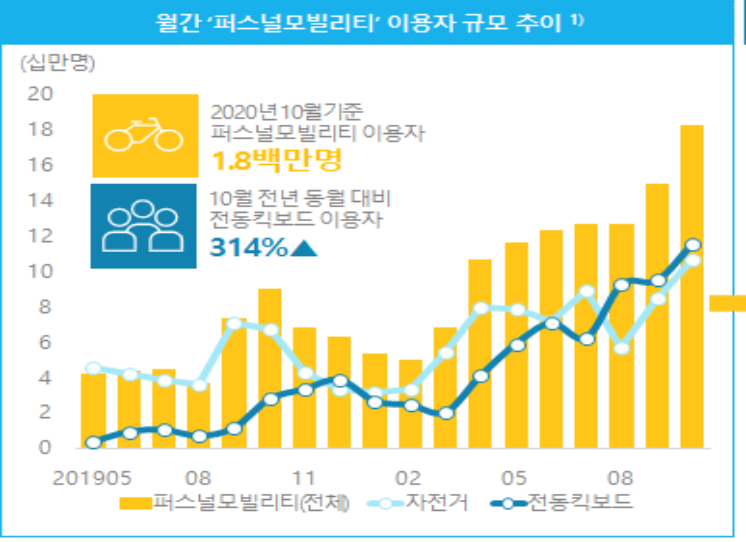 월간 ‘퍼스널모빌리티’ 이용자 규모 추이 1)
(십만명)
20
18
16
14
12
10
8
6
4
2
0
2020년10월기준
퍼스널모빌리티 이용자
1.8백만명
10월 전년 동월 대비
전동킥보드 이용자
314%▲
201905 08 11 02 05 08
퍼스널모빌리티(전체) 자전거 전동킥보드